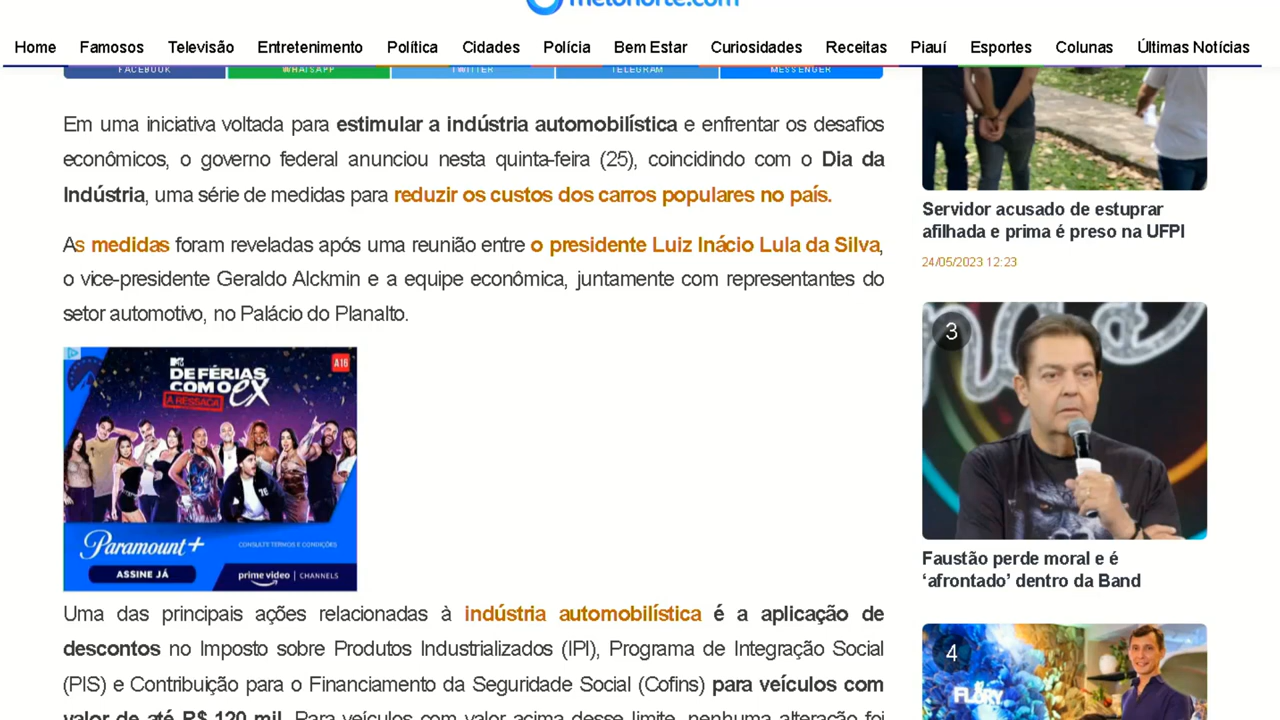 meionorte.com
Home Famosos Televisão Entretenimento Política Cidades Polícia Bem Estar Curiosidades Receitas Piauí Esportes Colunas Últimas Notícias
FACEBOOK WHATSAPP TWITTER TELEGRAM MESSENGER
Em uma iniciativa voltada para estimular a indústria automobilística e enfrentar os desafios
econômicos, o governo federal anunciou nesta quinta-feira (25), coincidindo com o Dia da
Indústria, uma série de medidas para reduzir os custos dos carros populares no país.
As medidas foram reveladas após uma reunião entre o presidente Luiz Inácio Lula da Silva,
o vice-presidente Geraldo Alckmin e a equipe econômica, juntamente com representantes do
setor automotivo, no Palácio do Planalto.
MTV
A16
DE FÉRIAS
COM O EX
A RESSACA
Paramount+
CONSULTE TERMOS E CONDIÇÕES
ASSINE JÁ
prime video | CHANNELS
Uma das principais ações relacionadas à indústria automobilística é a aplicação de
descontos no Imposto sobre Produtos Industrializados (IPI), Programa de Integração Social
(PIS) e Contribuição para o Financiamento da Seguridade Social (Cofins) para veículos com
valor de até R$ 120 mil. Para veículos com valor acima desse limite, nenhuma alteração foi
Servidor acusado de estuprar
afilhada e prima é preso na UFPI
24/05/2023 12:23
3
Faustão perde moral e é
‘afrontado’ dentro da Band
4
FLORY